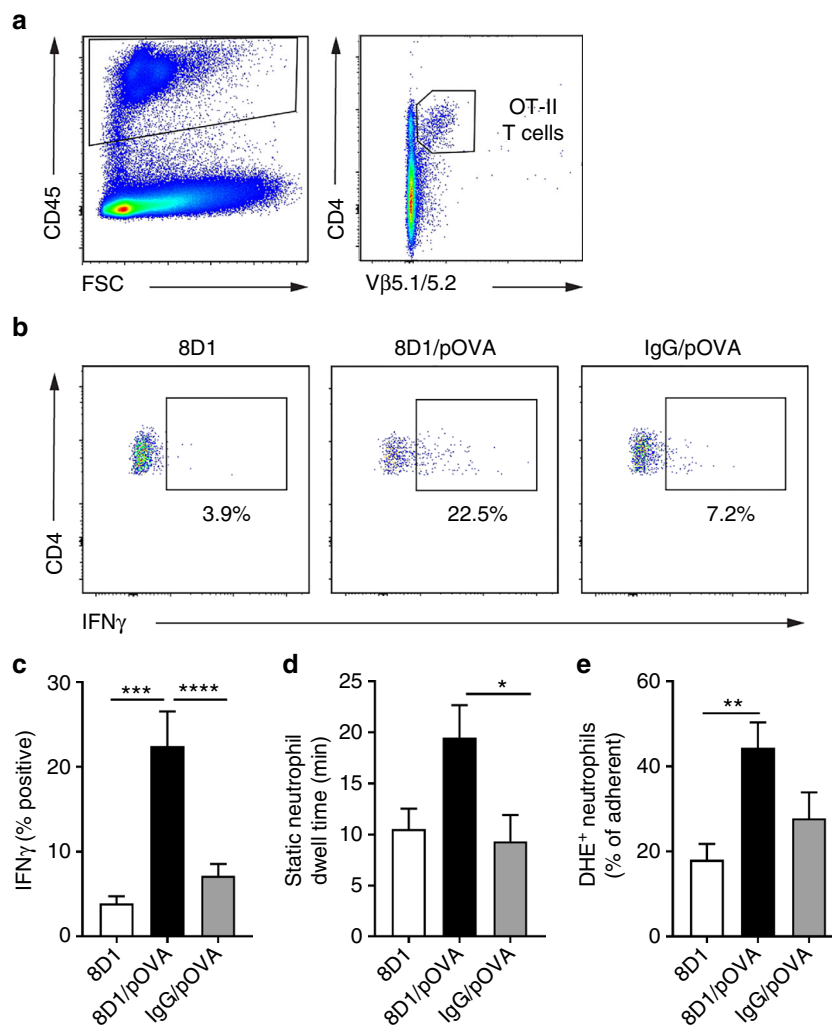 a
CD45
FSC
CD4
Vβ5.1/5.2
OT-II
T cells
b
8D1
8D1/pOVA
IgG/pOVA
CD4
3.9%
22.5%
7.2%
IFNγ
c
IFNγ (% positive)
30
20
10
0
***
****
8D1
8D1/pOVA
IgG/pOVA
d
Static neutrophil
dwell time (min)
25
20
15
10
5
0
*
8D1
8D1/pOVA
IgG/pOVA
e
DHE+ neutrophils
(% of adherent)
60
40
20
0
**
8D1
8D1/pOVA
IgG/pOVA